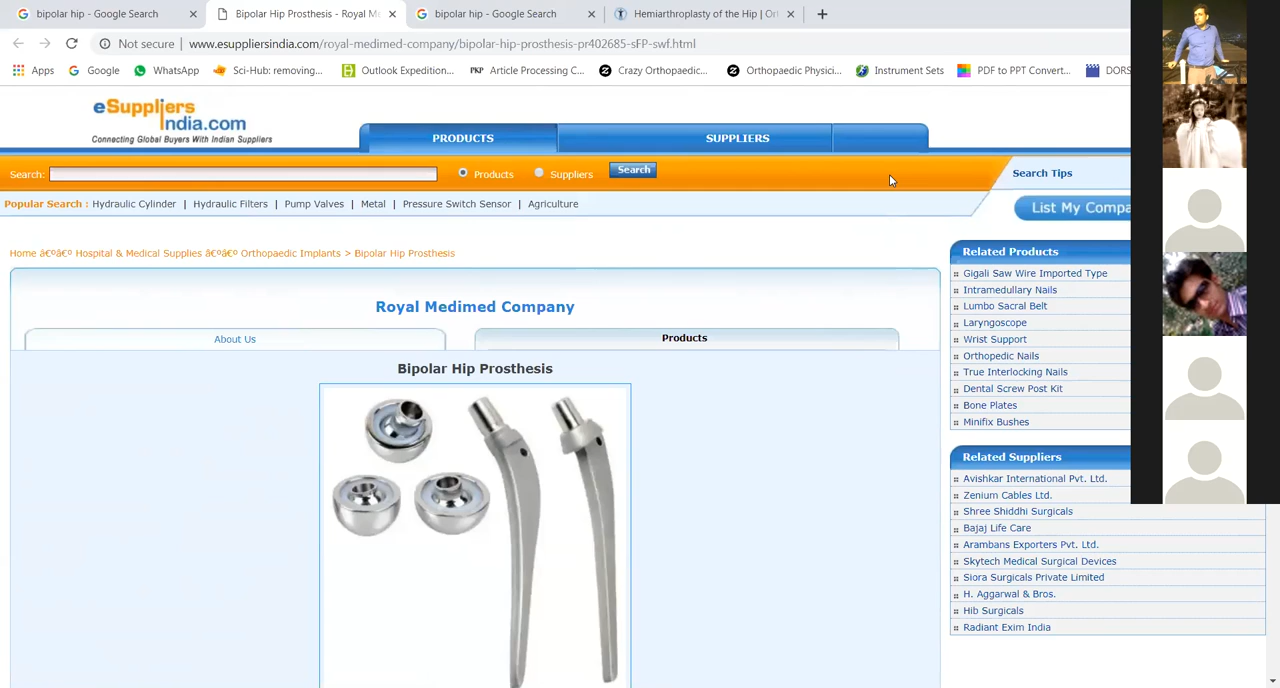 bipolar hip - Google Search
Bipolar Hip Prosthesis - Royal Me
bipolar hip - Google Search
Hemiarthroplasty of the Hip | Ort
Not secure | www.esuppliersindia.com/royal-medimed-company/bipolar-hip-prosthesis-pr402685-sFP-swf.html
Apps Google WhatsApp Sci-Hub: removing... Outlook Expedition... PKP Article Processing C... Crazy Orthopaedic... Orthopaedic Physici... Instrument Sets PDF to PPT Convert... DORS
eSuppliers
India.com
Connecting Global Buyers With Indian Suppliers
PRODUCTS SUPPLIERS
Search: Products Suppliers Search
Search Tips
Popular Search : Hydraulic Cylinder | Hydraulic Filters | Pump Valves | Metal | Pressure Switch Sensor | Agriculture
List My Compa
Home â€ºâ€º Hospital & Medical Supplies â€ºâ€º Orthopaedic Implants > Bipolar Hip Prosthesis
Royal Medimed Company
About Us Products
Bipolar Hip Prosthesis
Related Products
Gigali Saw Wire Imported Type
Intramedullary Nails
Lumbo Sacral Belt
Laryngoscope
Wrist Support
Orthopedic Nails
True Interlocking Nails
Dental Screw Post Kit
Bone Plates
Minifix Bushes
Related Suppliers
Avishkar International Pvt. Ltd.
Zenium Cables Ltd.
Shree Shiddhi Surgicals
Bajaj Life Care
Arambans Exporters Pvt. Ltd.
Skytech Medical Surgical Devices
Siora Surgicals Private Limited
H. Aggarwal & Bros.
Hib Surgicals
Radiant Exim India